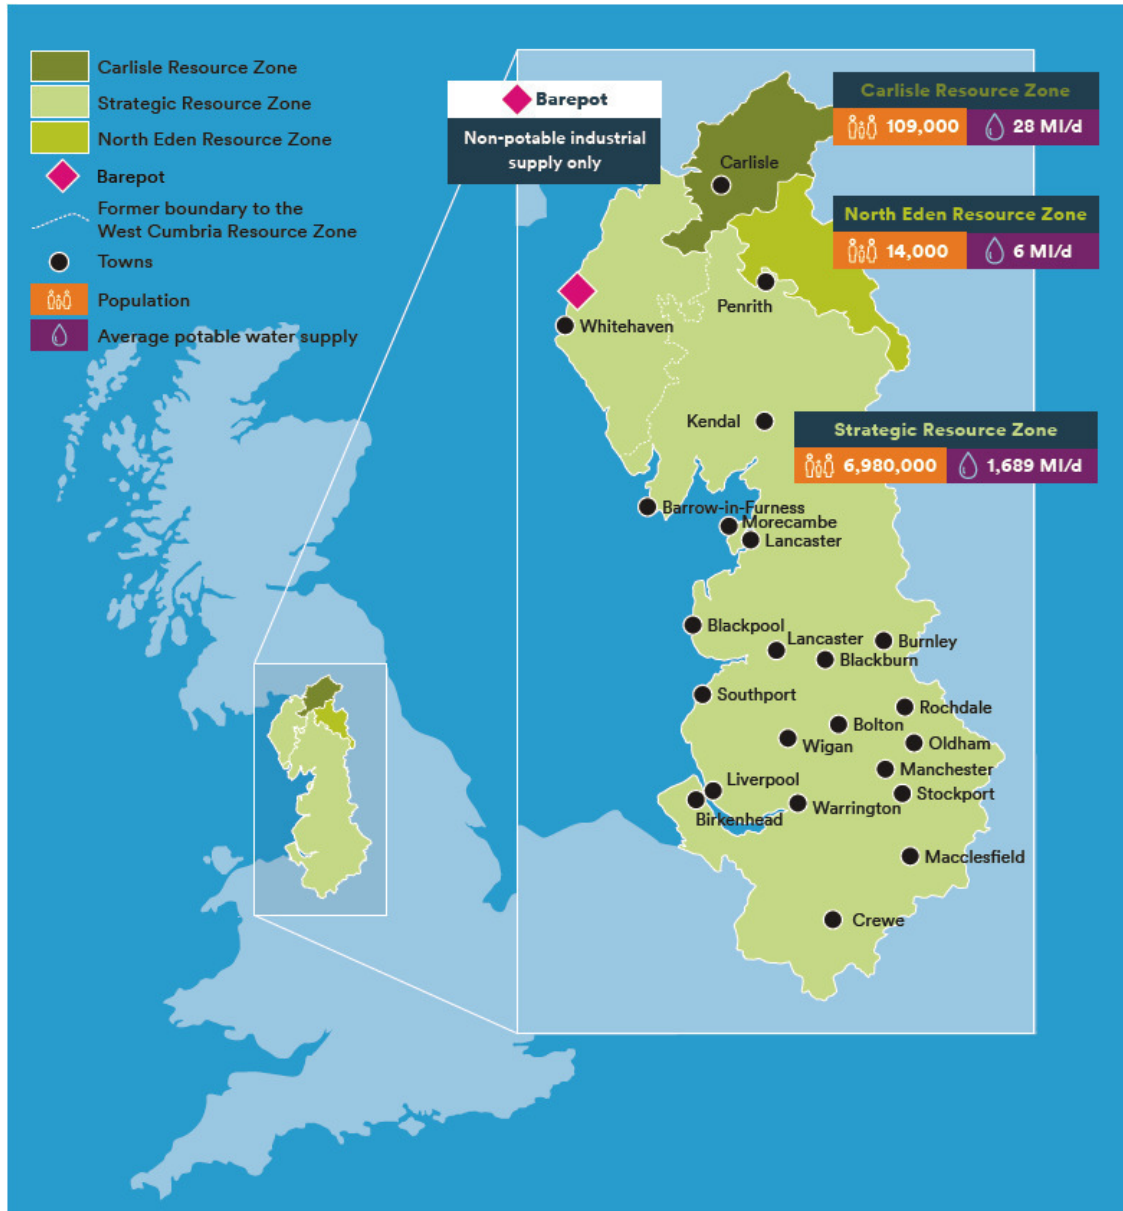 Carlisle Resource Zone
Strategic Resource Zone
North Eden Resource Zone
Barepot
Former boundary to the
West Cumbria Resource Zone
Towns
Population
Average potable water supply
Barepot
Non-potable industrial
supply only
Carlisle Resource Zone
109,000
28 Ml/d
North Eden Resource Zone
14,000
6 Ml/d
Strategic Resource Zone
6,980,000
1,689 Ml/d
Carlisle
Penrith
Whitehaven
Kendal
Barrow-in-Furness
Morecambe
Lancaster
Blackpool
Lancaster
Burnley
Blackburn
Southport
Rochdale
Bolton
Wigan
Oldham
Manchester
Liverpool
Stockport
Birkenhead
Warrington
Macclesfield
Crewe